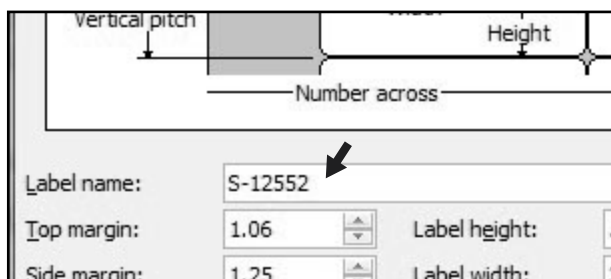 Vertical pitch
Height
Number across
Label name: S-12552
Top margin: 1.06 Label height:
Side margin: 1.25 Label width: